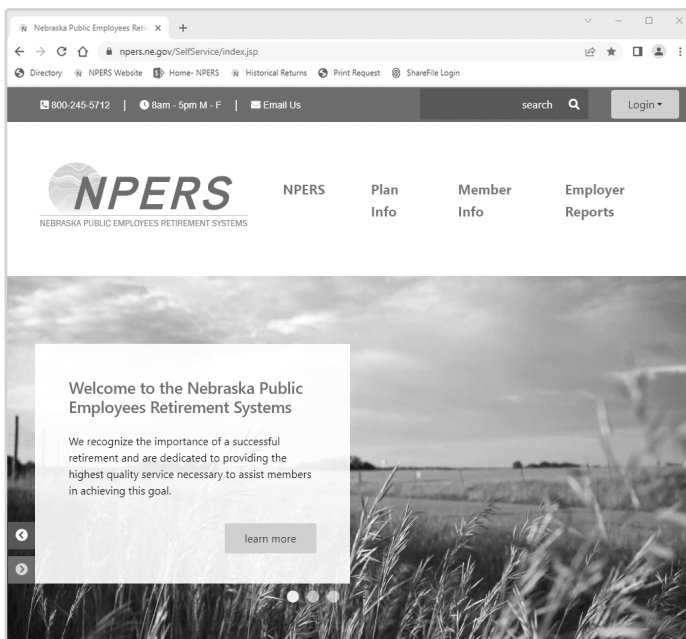 Nebraska Public Employees Retir
npers.ne.gov/SelfService/index.jsp
Directory NPERS Website Home- NPERS Historical Returns Print Request ShareFile Login
800-245-5712 | 8am - 5pm M - F | Email Us search Login
NPERS
NEBRASKA PUBLIC EMPLOYEES RETIREMENT SYSTEMS
NPERS Plan Member Employer
Info Info Reports
Welcome to the Nebraska Public
Employees Retirement Systems
We recognize the importance of a successful
retirement and are dedicated to providing the
highest quality service necessary to assist members
in achieving this goal.
learn more